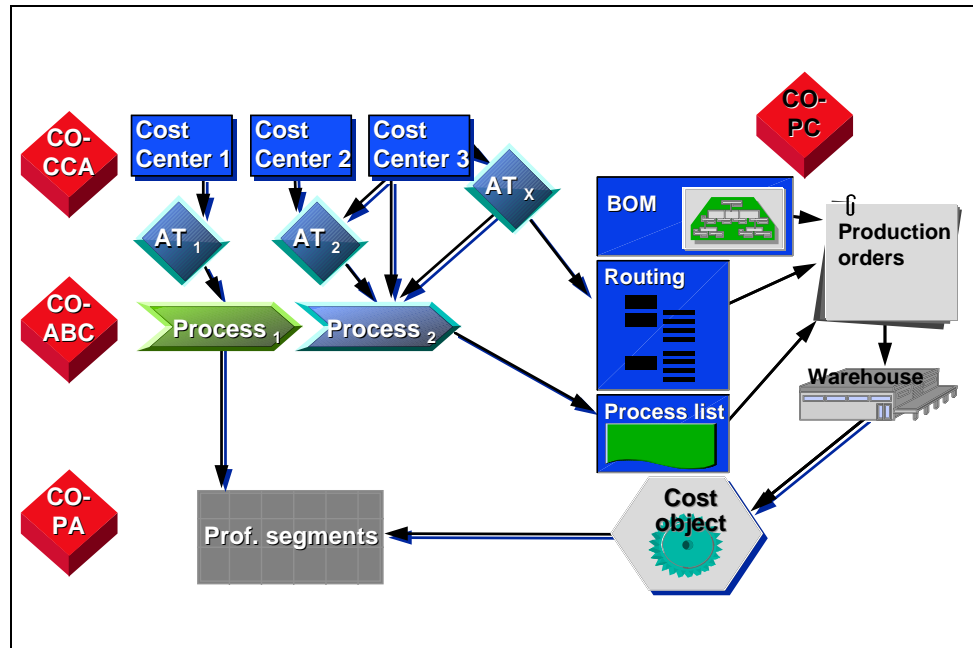 CO-
PC
CO-
CCA
Cost
Center 1
Cost
Center 2
Cost
Center 3
AT X
BOM
Production
orders
AT 1
AT 2
Routing
CO-
ABC
Process 1
Process 2
Warehouse
Process list
CO-
PA
Prof. segments
Cost
object